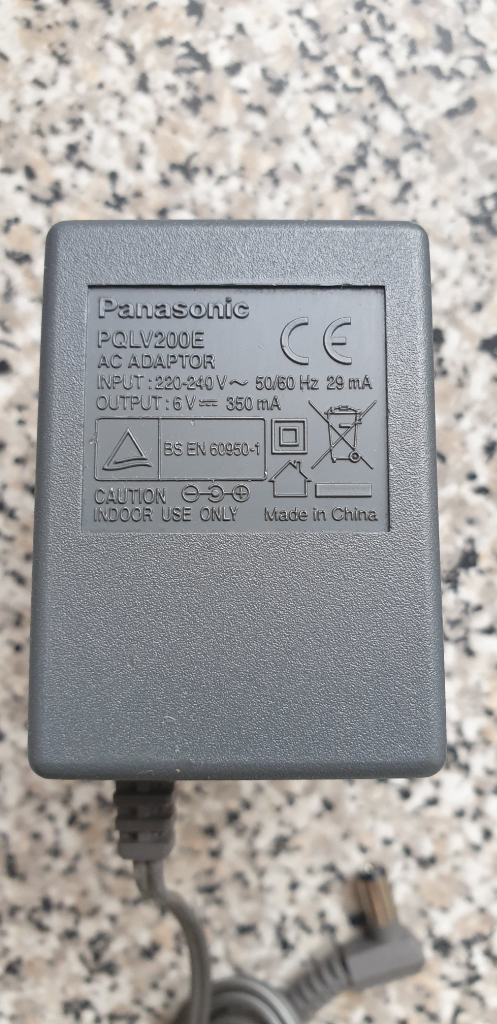 Panasonic
PQLV200E
AC ADAPTOR
INPUT : 220-240 V ~ 50/60 Hz 29 mA
OUTPUT : 6 V ⎓ 350 mA
CE
BS EN 60950-1
CAUTION
INDOOR USE ONLY
Made in China